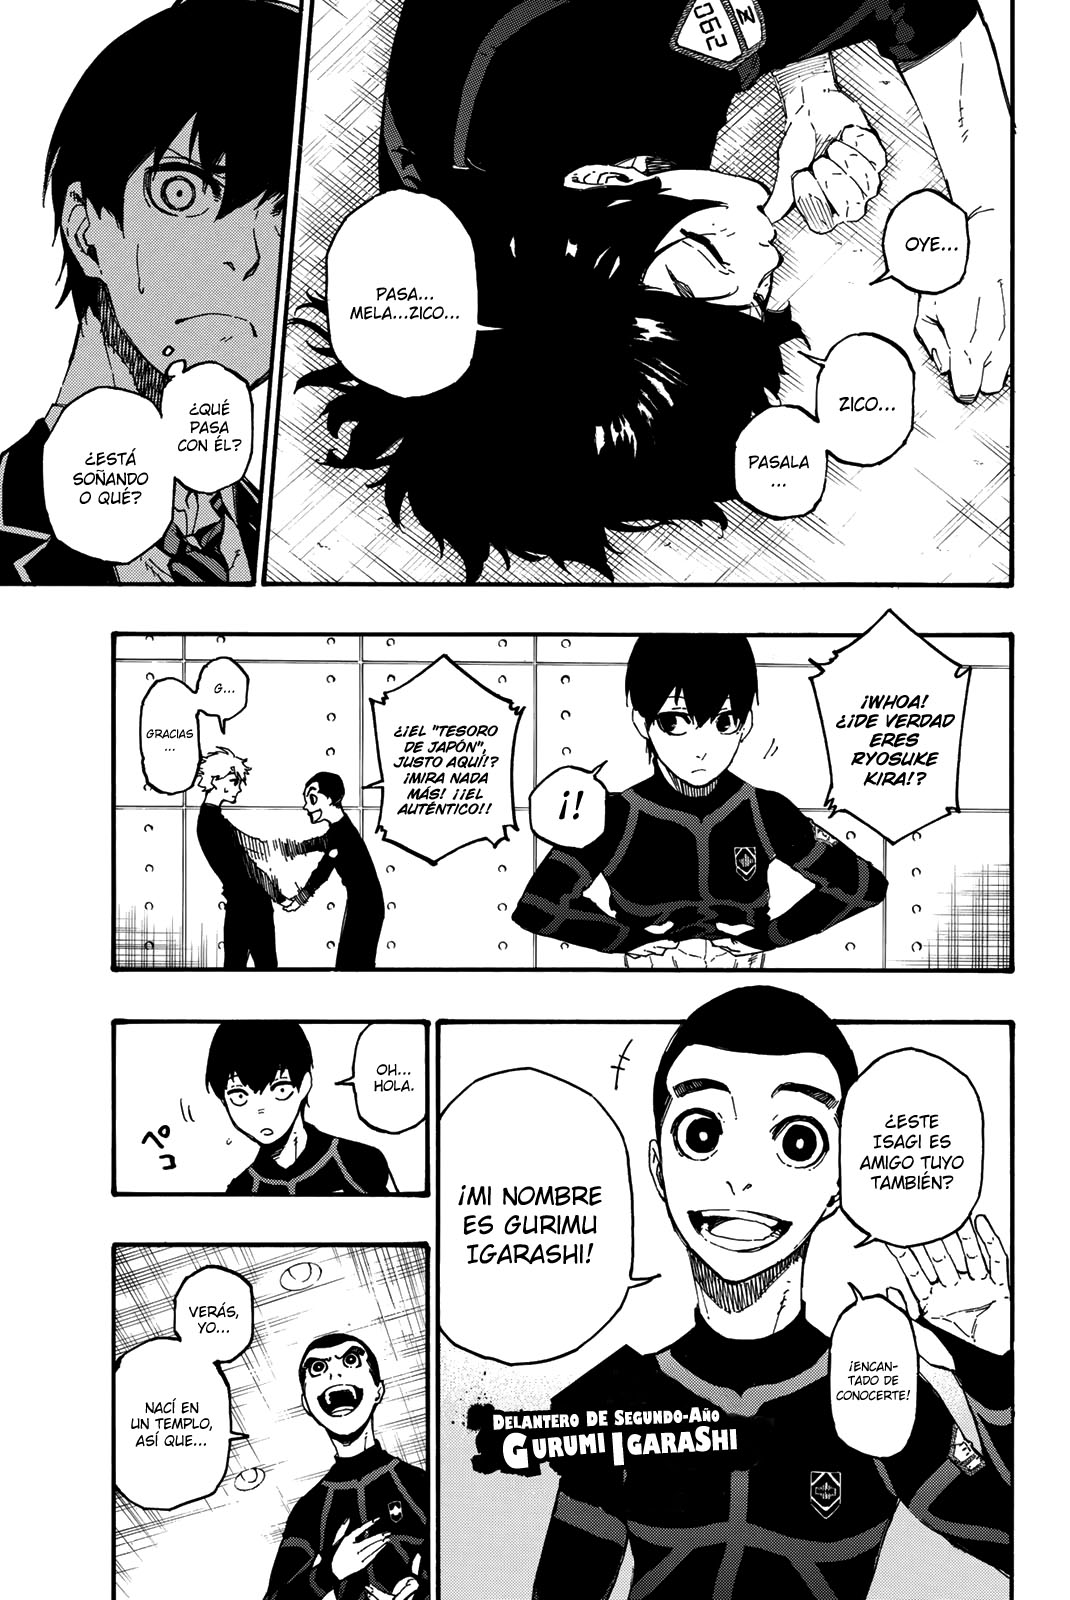 Z
062
OYE...
ZICO...
PASALA
...
PASA...
MELA...ZICO...
¿QUÉ
PASA
CON ÉL?
¿ESTÁ
SOÑANDO
O QUÉ?
¡WHOA!
¿¡DE VERDAD
ERES
RYOSUKE
KIRA!?
¡!
¿¡EL "TESORO
DE JAPÓN",
JUSTO AQUÍ!?
¡MIRA NADA
MÁS! ¡¡EL
AUTÉNTICO!!
G...
GRACIAS
...
¿ESTE
ISAGI ES
AMIGO TUYO
TAMBIÉN?
¡MI NOMBRE
ES GURIMU
IGARASHI!
¡ENCAN-
TADO DE
CONOCERTE!
DELANTERO DE SEGUNDO-AÑO
GURUMI IGARASHI
OH...
HOLA.
ペコ
VERÁS,
YO...
NACÍ EN
UN TEMPLO,
ASÍ QUE...